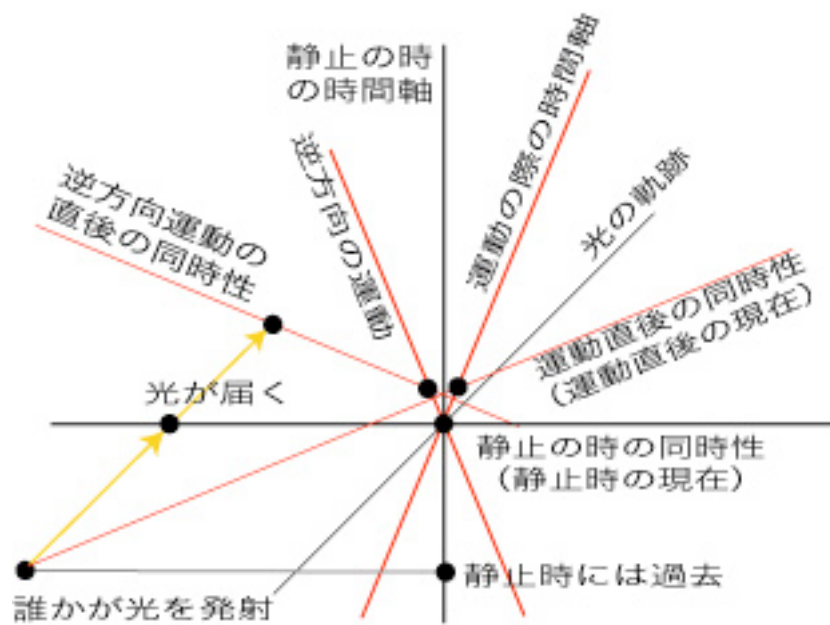 静止の時
の時間軸
運動の際の時間軸
逆方向の運動
逆方向運動の
直後の同時性
光の軌跡
運動直後の同時性
(運動直後の現在)
光が届く
静止の時の同時性
(静止時の現在)
静止時には過去
誰かが光を発射